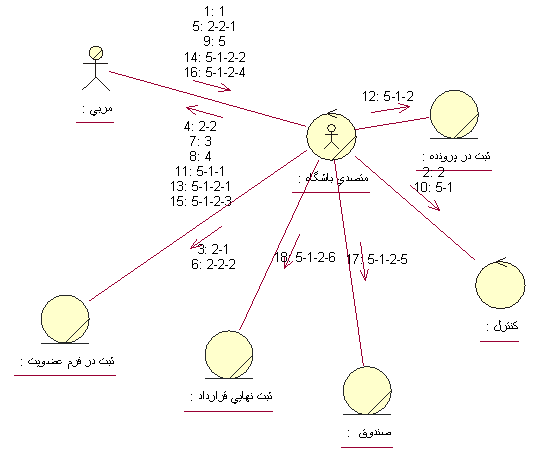 1: 1
5: 2-2-1
9: 5
14: 5-1-2-2
16: 5-1-2-4
مربي :
4: 2-2
7: 3
8: 4
11: 5-1-1
13: 5-1-2-1
15: 5-1-2-3
12: 5-1-2
ثبت در پرونده :
متصدي باشگاه :
2: 2
10: 5-1
3: 2-1
6: 2-2-2
18: 5-1-2-6
17: 5-1-2-5
كنترل :
ثبت در فرم عضويت :
ثبت نهايي قرارداد :
صندوق :